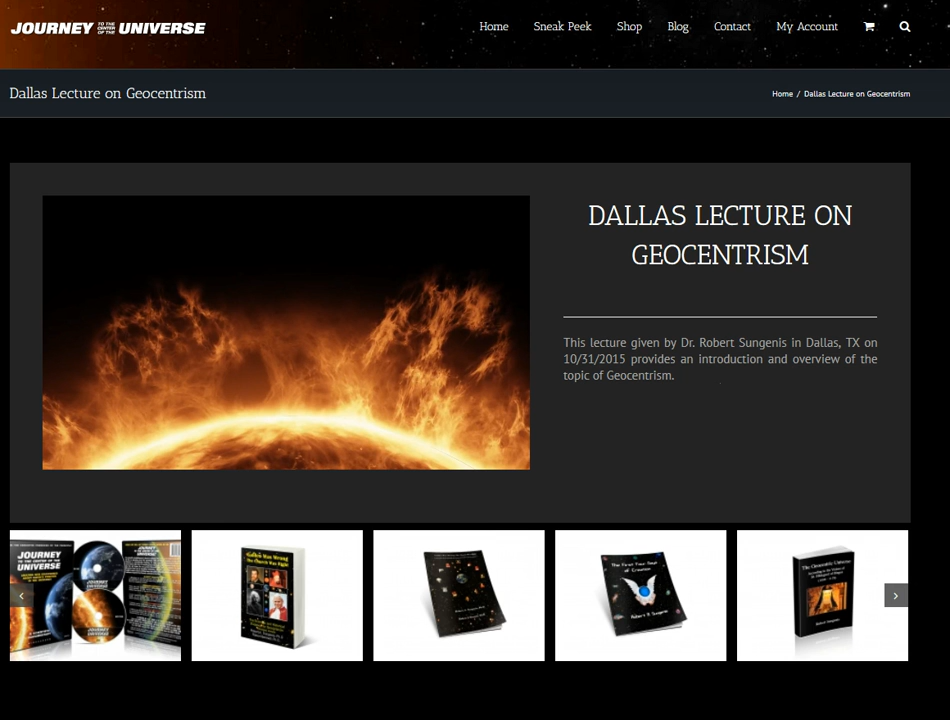 JOURNEY TO THE CENTER OF THE UNIVERSE
Home Sneak Peek Shop Blog Contact My Account
Dallas Lecture on Geocentrism
Home / Dallas Lecture on Geocentrism
DALLAS LECTURE ON
GEOCENTRISM
This lecture given by Dr. Robert Sungenis in Dallas, TX on
10/31/2015 provides an introduction and overview of the
topic of Geocentrism.
JOURNEY
UNIVERSE
Galileo Was Wrong
The Church Was Right
The First Four Days
of Creation
Robert A. Sungenis
The Geocentric Universe